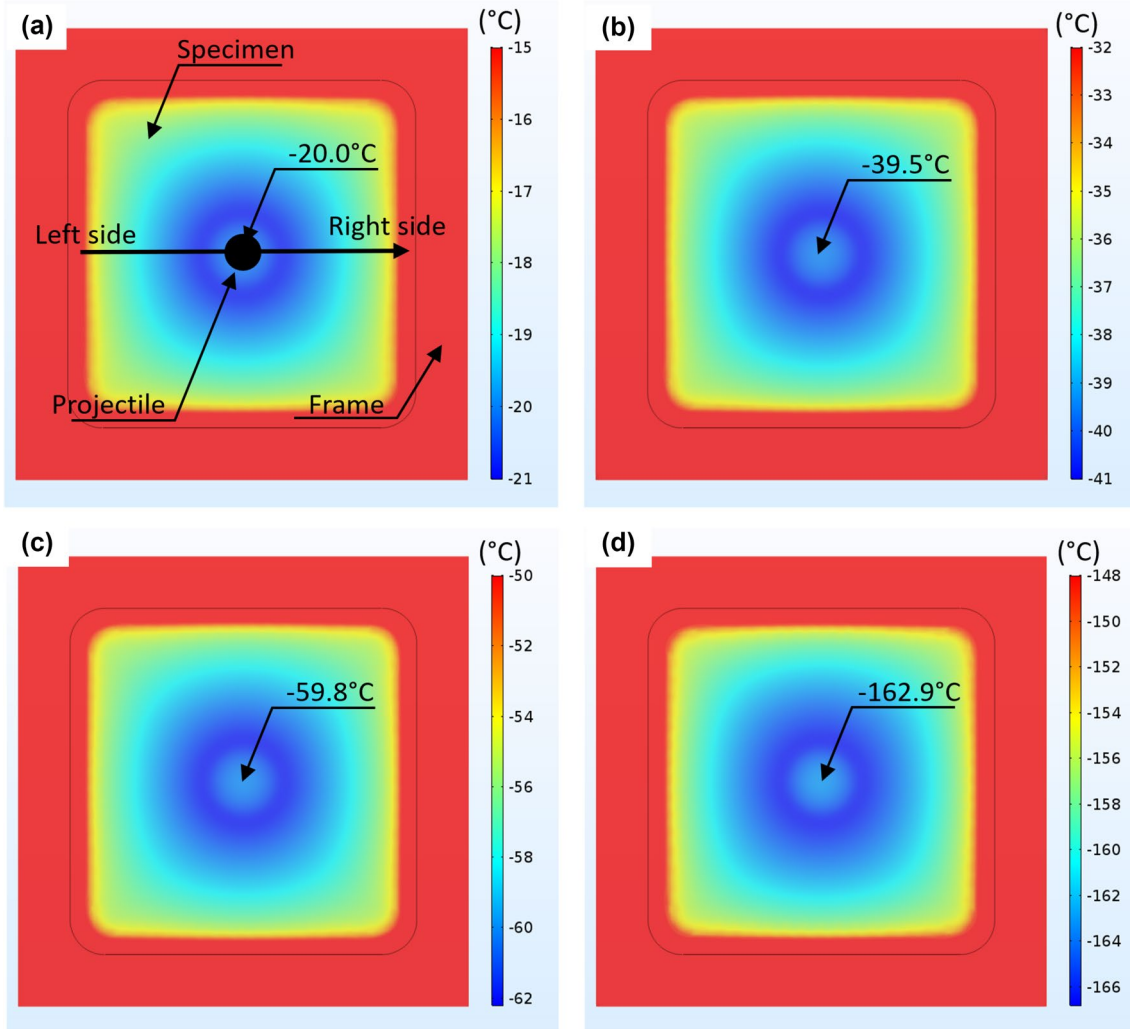 (a)
(°C)
Specimen
-20.0°C
Left side
Right side
Projectile
Frame
-15
-16
-17
-18
-19
-20
-21
(b)
(°C)
-39.5°C
-32
-33
-34
-35
-36
-37
-38
-39
-40
-41
(c)
(°C)
-59.8°C
-50
-52
-54
-56
-58
-60
-62
(d)
(°C)
-162.9°C
-148
-150
-152
-154
-156
-158
-160
-162
-164
-166